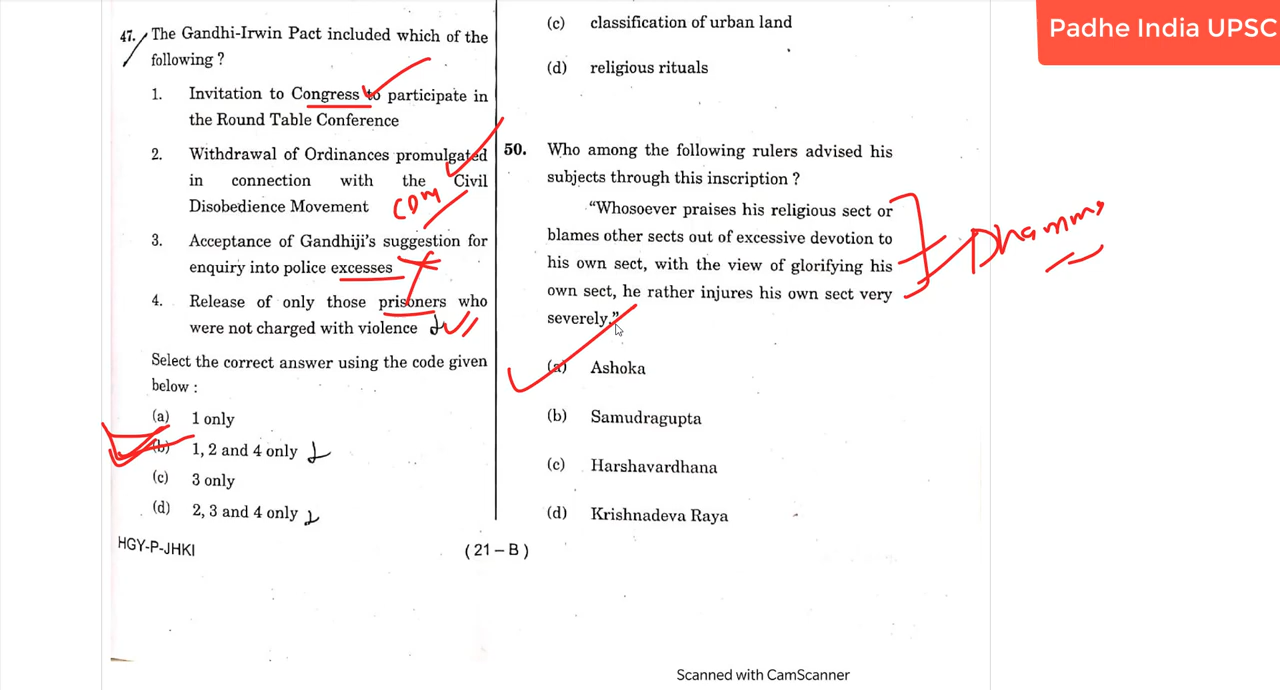 47. The Gandhi-Irwin Pact included which of the
following ?
1. Invitation to Congress to participate in
the Round Table Conference
2. Withdrawal of Ordinances promulgated
in connection with the Civil
Disobedience Movement CDM
3. Acceptance of Gandhiji's suggestion for
enquiry into police excesses
4. Release of only those prisoners who
were not charged with violence
Select the correct answer using the code given
below :
(a) 1 only
(b) 1, 2 and 4 only
(c) 3 only
(d) 2, 3 and 4 only
HGY-P-JHKI
(c) classification of urban land
(d) religious rituals
50. Who among the following rulers advised his
subjects through this inscription ?
"Whosoever praises his religious sect or
blames other sects out of excessive devotion to
his own sect, with the view of glorifying his
own sect, he rather injures his own sect very
severely."
(a) Ashoka
(b) Samudragupta
(c) Harshavardhana
(d) Krishnadeva Raya
(21 – B)
Padhe India UPSC
Scanned with CamScanner